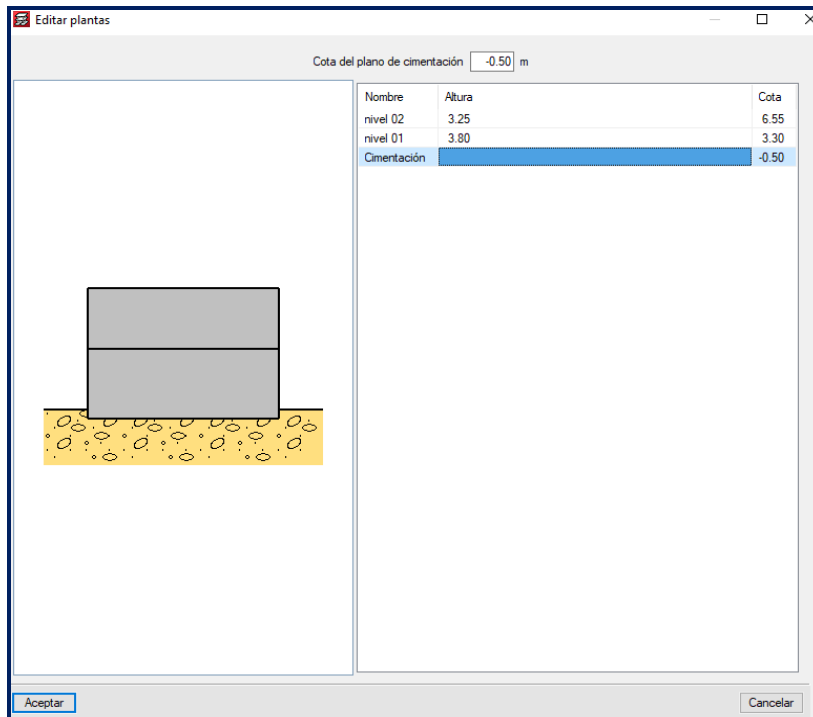 Editar plantas
Cota del plano de cimentación -0.50 m
Nombre Altura Cota
nivel 02 3.25 6.55
nivel 01 3.80 3.30
Cimentación -0.50
Aceptar Cancelar